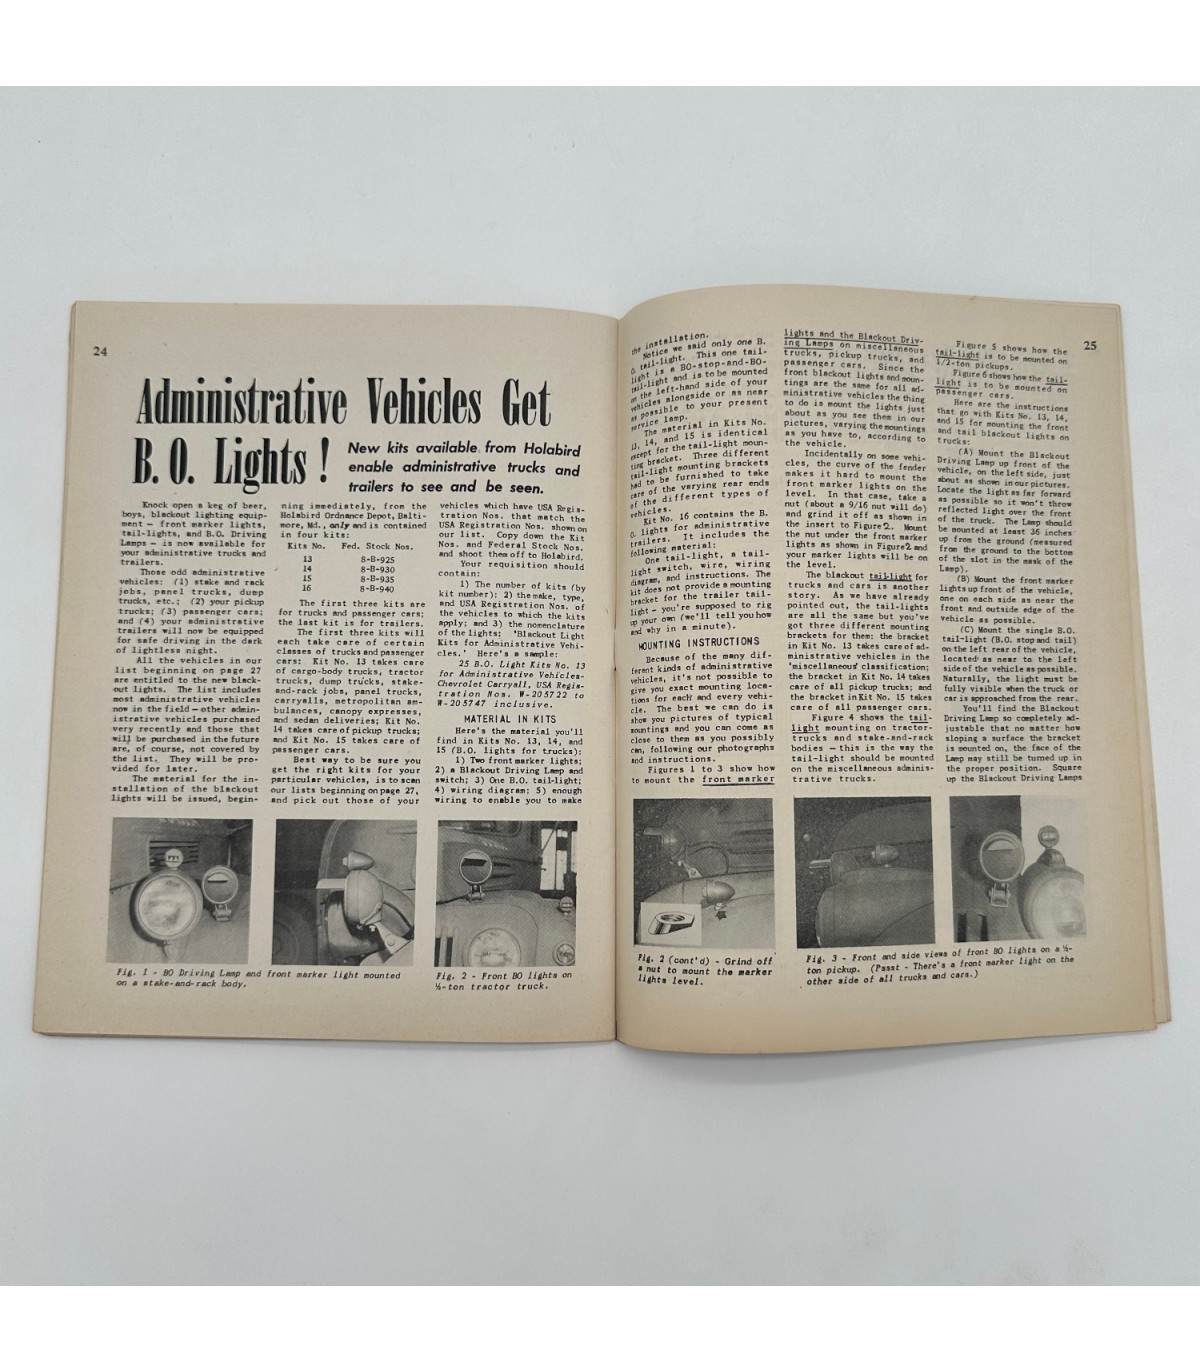 24
Administrative Vehicles Get
B. O. Lights !
New kits available from Holabird
enable administrative trucks and
trailers to see and be seen.
Knock open a keg of beer,
boys, blackout lighting equip-
ment — front marker lights,
tail-lights, and B.O. Driving
Lamps — is now available for
your administrative trucks and
trailers.
Those odd administrative
vehicles: (1) stake and rack
jobs, panel trucks, dump
trucks, etc.; (2) your pickup
trucks; (3) passenger cars;
and (4) your administrative
trailers will now be equipped
for safe driving in the dark
of lightless night.
All the vehicles in our
list beginning on page 27
are entitled to the new black-
out lights. The list includes
most administrative vehicles
now in the field — other admin-
istrative vehicles purchased
very recently and those that
will be purchased in the future
are, of course, not covered by
the list. They will be pro-
vided for later.
The material for the in-
stallation of the blackout
lights will be issued, begin-
ning immediately, from the
Holabird Ordnance Depot, Balti-
more, Md., only and is contained
in four kits:
Kits No. Fed. Stock Nos.
13 8-B-925
14 8-B-930
15 8-B-935
16 8-B-940
The first three kits are
for trucks and passenger cars;
the last kit is for trailers.
The first three kits will
each take care of certain
classes of trucks and passenger
cars: Kit No. 13 takes care
of cargo-body trucks, tractor
trucks, dump trucks, stake-
and-rack jobs, panel trucks,
carryalls, metropolitan am-
bulances, canopy expresses,
and sedan deliveries; Kit No.
14 takes care of pickup trucks;
and Kit No. 15 takes care of
passenger cars.
Best way to be sure you
get the right kits for your
particular vehicles, is to scan
our lists beginning on page 27,
and pick out those of your
vehicles which have USA Regis-
tration Nos. that match the
USA Registration Nos. shown on
our list. Copy down the Kit
Nos. and Federal Stock Nos.
and shoot them off to Holabird.
Your requisition should
contain:
1) The number of kits (by
kit number); 2) the make, type,
and USA Registration Nos. of
the vehicles to which the kits
apply; and 3) the nomenclature
of the lights: 'Blackout Light
Kits for Administrative Vehi-
cles.' Here's a sample:
25 B.O. Light Kits No. 13
for Administrative Vehicles-
Chevrolet Carryall, USA Regis-
tration Nos. W-205722 to
W-205747 inclusive.
MATERIAL IN KITS
Here's the material you'll
find in Kits No. 13, 14, and
15 (B.O. lights for trucks):
1) Two front marker lights;
2) a Blackout Driving Lamp and
switch; 3) One B.O. tail-light;
4) wiring diagram; 5) enough
wiring to enable you to make
Fig. 1 - BO Driving Lamp and front marker light mounted
on a stake-and-rack body.
Fig. 2 - Front BO lights on
½-ton tractor truck.
25
the installation.
Notice we said only one B.
O. tail-light. This one tail-
light is a BO-stop-and-BO-
tail-light and is to be mounted
on the left-hand side of your
vehicles alongside or as near
as possible to your present
service lamp.
The material in Kits No.
13, 14, and 15 is identical
except for the tail-light moun-
ting bracket. Three different
tail-light mounting brackets
had to be furnished to take
care of the varying rear ends
of the different types of
vehicles.
Kit No. 16 contains the B.
O. lights for administrative
trailers. It includes the
following material:
One tail-light, a tail-
light switch, wire, wiring
diagram, and instructions. The
kit does not provide a mounting
bracket for the trailer tail-
light — you're supposed to rig
up your own (we'll tell you how
and why in a minute).
MOUNTING INSTRUCTIONS
Because of the many dif-
ferent kinds of administrative
vehicles, it's not possible to
give you exact mounting loca-
tions for each and every vehi-
cle. The best we can do is
show you pictures of typical
mountings and you can come as
close to them as you possibly
can, following our photographs
and instructions.
Figures 1 to 3 show how
to mount the front marker
lights and the Blackout Driv-
ing Lamps on miscellaneous
trucks, pickup trucks, and
passenger cars. Since the
front blackout lights and moun-
tings are the same for all ad-
ministrative vehicles the thing
to do is mount the lights just
about as you see them in our
pictures, varying the mountings
as you have to, according to
the vehicle.
Incidentally on some vehi-
cles, the curve of the fender
makes it hard to mount the
front marker lights on the
level. In that case, take a
nut (about a 9/16 nut will do)
and grind it off as shown in
the insert to Figure 2. Mount
the nut under the front marker
lights as shown in Figure 2 and
your marker lights will be on
the level.
The blackout tail-light for
trucks and cars is another
story. As we have already
pointed out, the tail-lights
are all the same but you've
got three different mounting
brackets for them: the bracket
in Kit No. 13 takes care of ad-
ministrative vehicles in the
'miscellaneous' classification;
the bracket in Kit No. 14 takes
care of all pickup trucks; and
the bracket in Kit No. 15 takes
care of all passenger cars.
Figure 4 shows the tail-
light mounting on tractor-
trucks and stake-and-rack
bodies — this is the way the
tail-light should be mounted
on the miscellaneous adminis-
trative trucks.
Figure 5 shows how the
tail-light is to be mounted on
1/2-ton pickups.
Figure 6 shows how the tail-
light is to be mounted on
passenger cars.
Here are the instructions
that go with Kits No. 13, 14,
and 15 for mounting the front
and tail blackout lights on
trucks:
(A) Mount the Blackout
Driving Lamp up front of the
vehicle, on the left side, just
about as shown in our pictures.
Locate the light as far forward
as possible so it won't throw
reflected light over the front
of the truck. The Lamp should
be mounted at least 36 inches
up from the ground (measured
from the ground to the bottom
of the slot in the mask of the
Lamp).
(B) Mount the front marker
lights up front of the vehicle,
one on each side as near the
front and outside edge of the
vehicle as possible.
(C) Mount the single B.O.
tail-light (B.O. stop and tail)
on the left rear of the vehicle,
located as near to the left
side of the vehicle as possible.
Naturally, the light must be
fully visible when the truck or
car is approached from the rear.
You'll find the Blackout
Driving Lamp so completely ad-
justable that no matter how
sloping a surface the bracket
is mounted on, the face of the
Lamp may still be turned up in
the proper position. Square
up the Blackout Driving Lamps
Fig. 2 (cont'd) - Grind off
a nut to mount the marker
lights level.
Fig. 3 - Front and side views of front BO lights on a ½-
ton pickup. (Pssst - There's a front marker light on the
other side of all trucks and cars.)